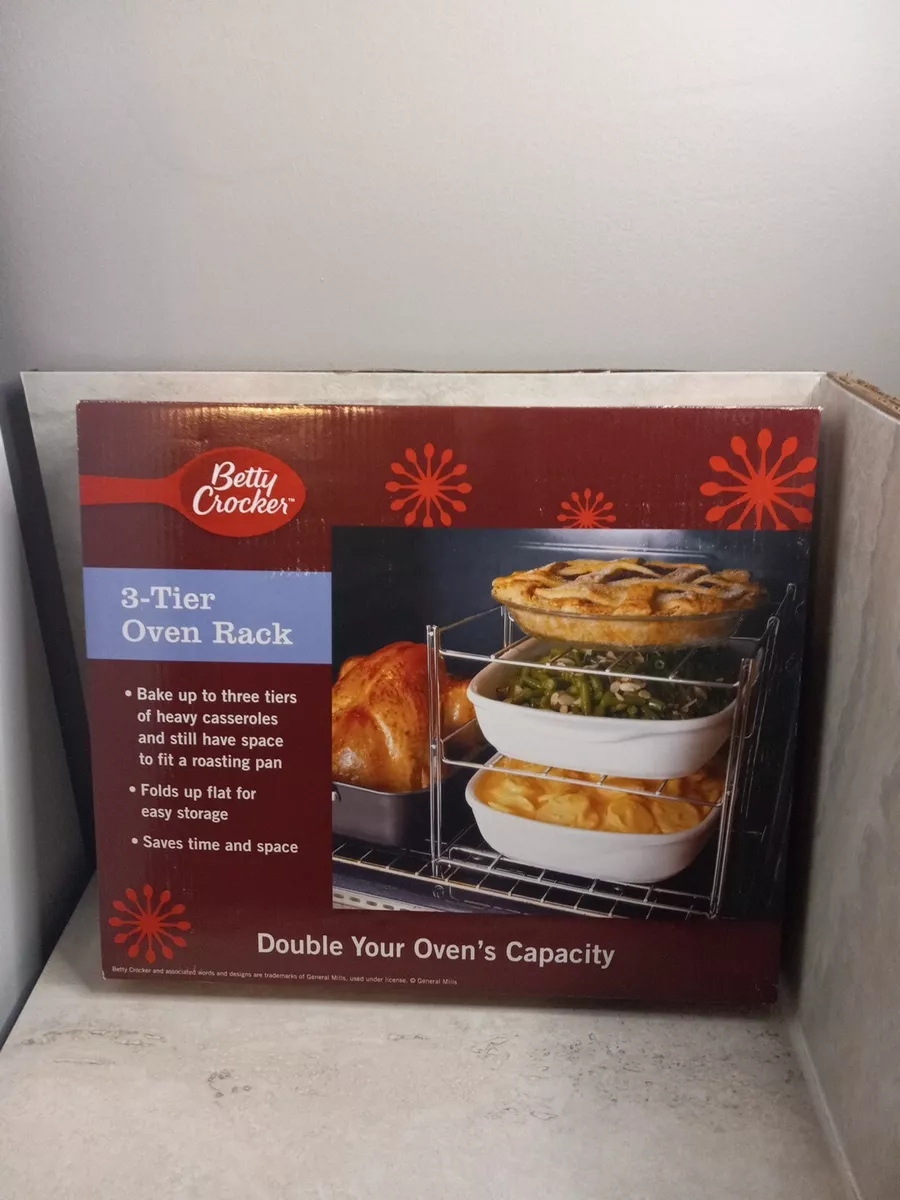 Betty
Crocker™
3-Tier
Oven Rack
• Bake up to three tiers
of heavy casseroles
and still have space
to fit a roasting pan
• Folds up flat for
easy storage
• Saves time and space
Double Your Oven's Capacity
Betty Crocker and associated words and designs are trademarks of General Mills, used under license. © General Mills